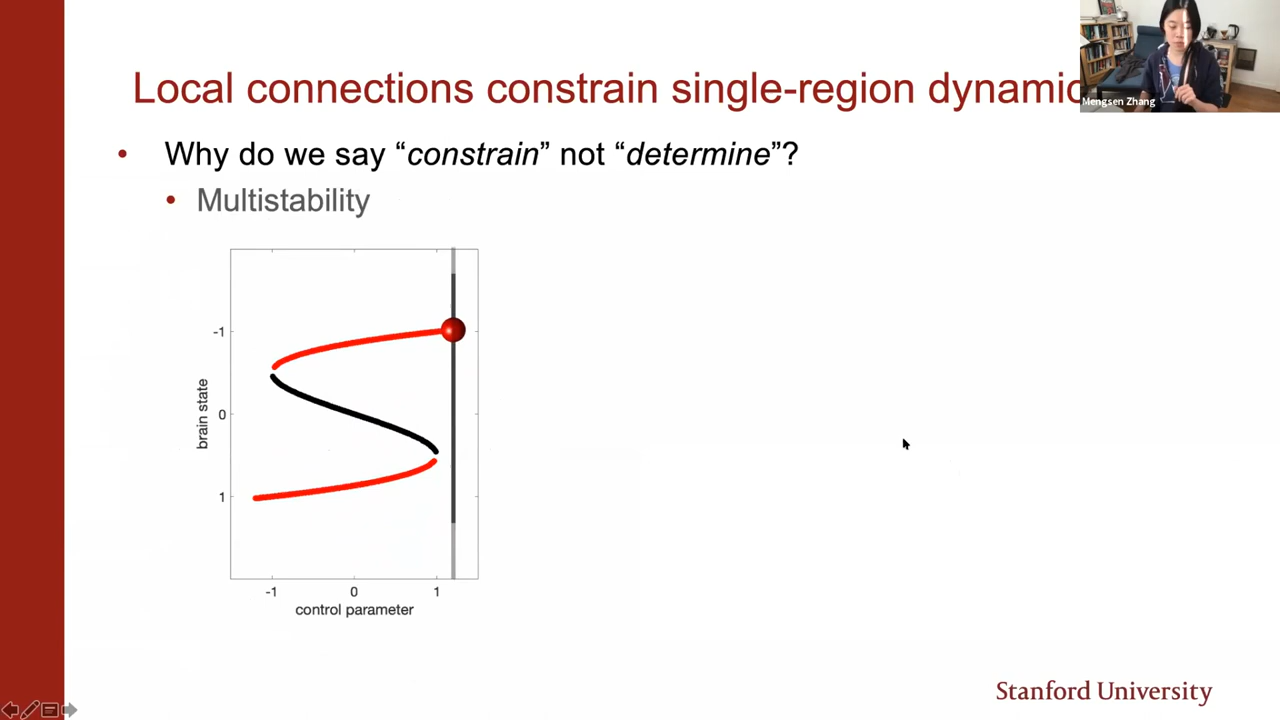 Local connections constrain single-region dynamic
Mengsen Zhang
• Why do we say “constrain” not “determine”?
• Multistability
-1
0
1
brain state
-1 0 1
control parameter
Stanford University